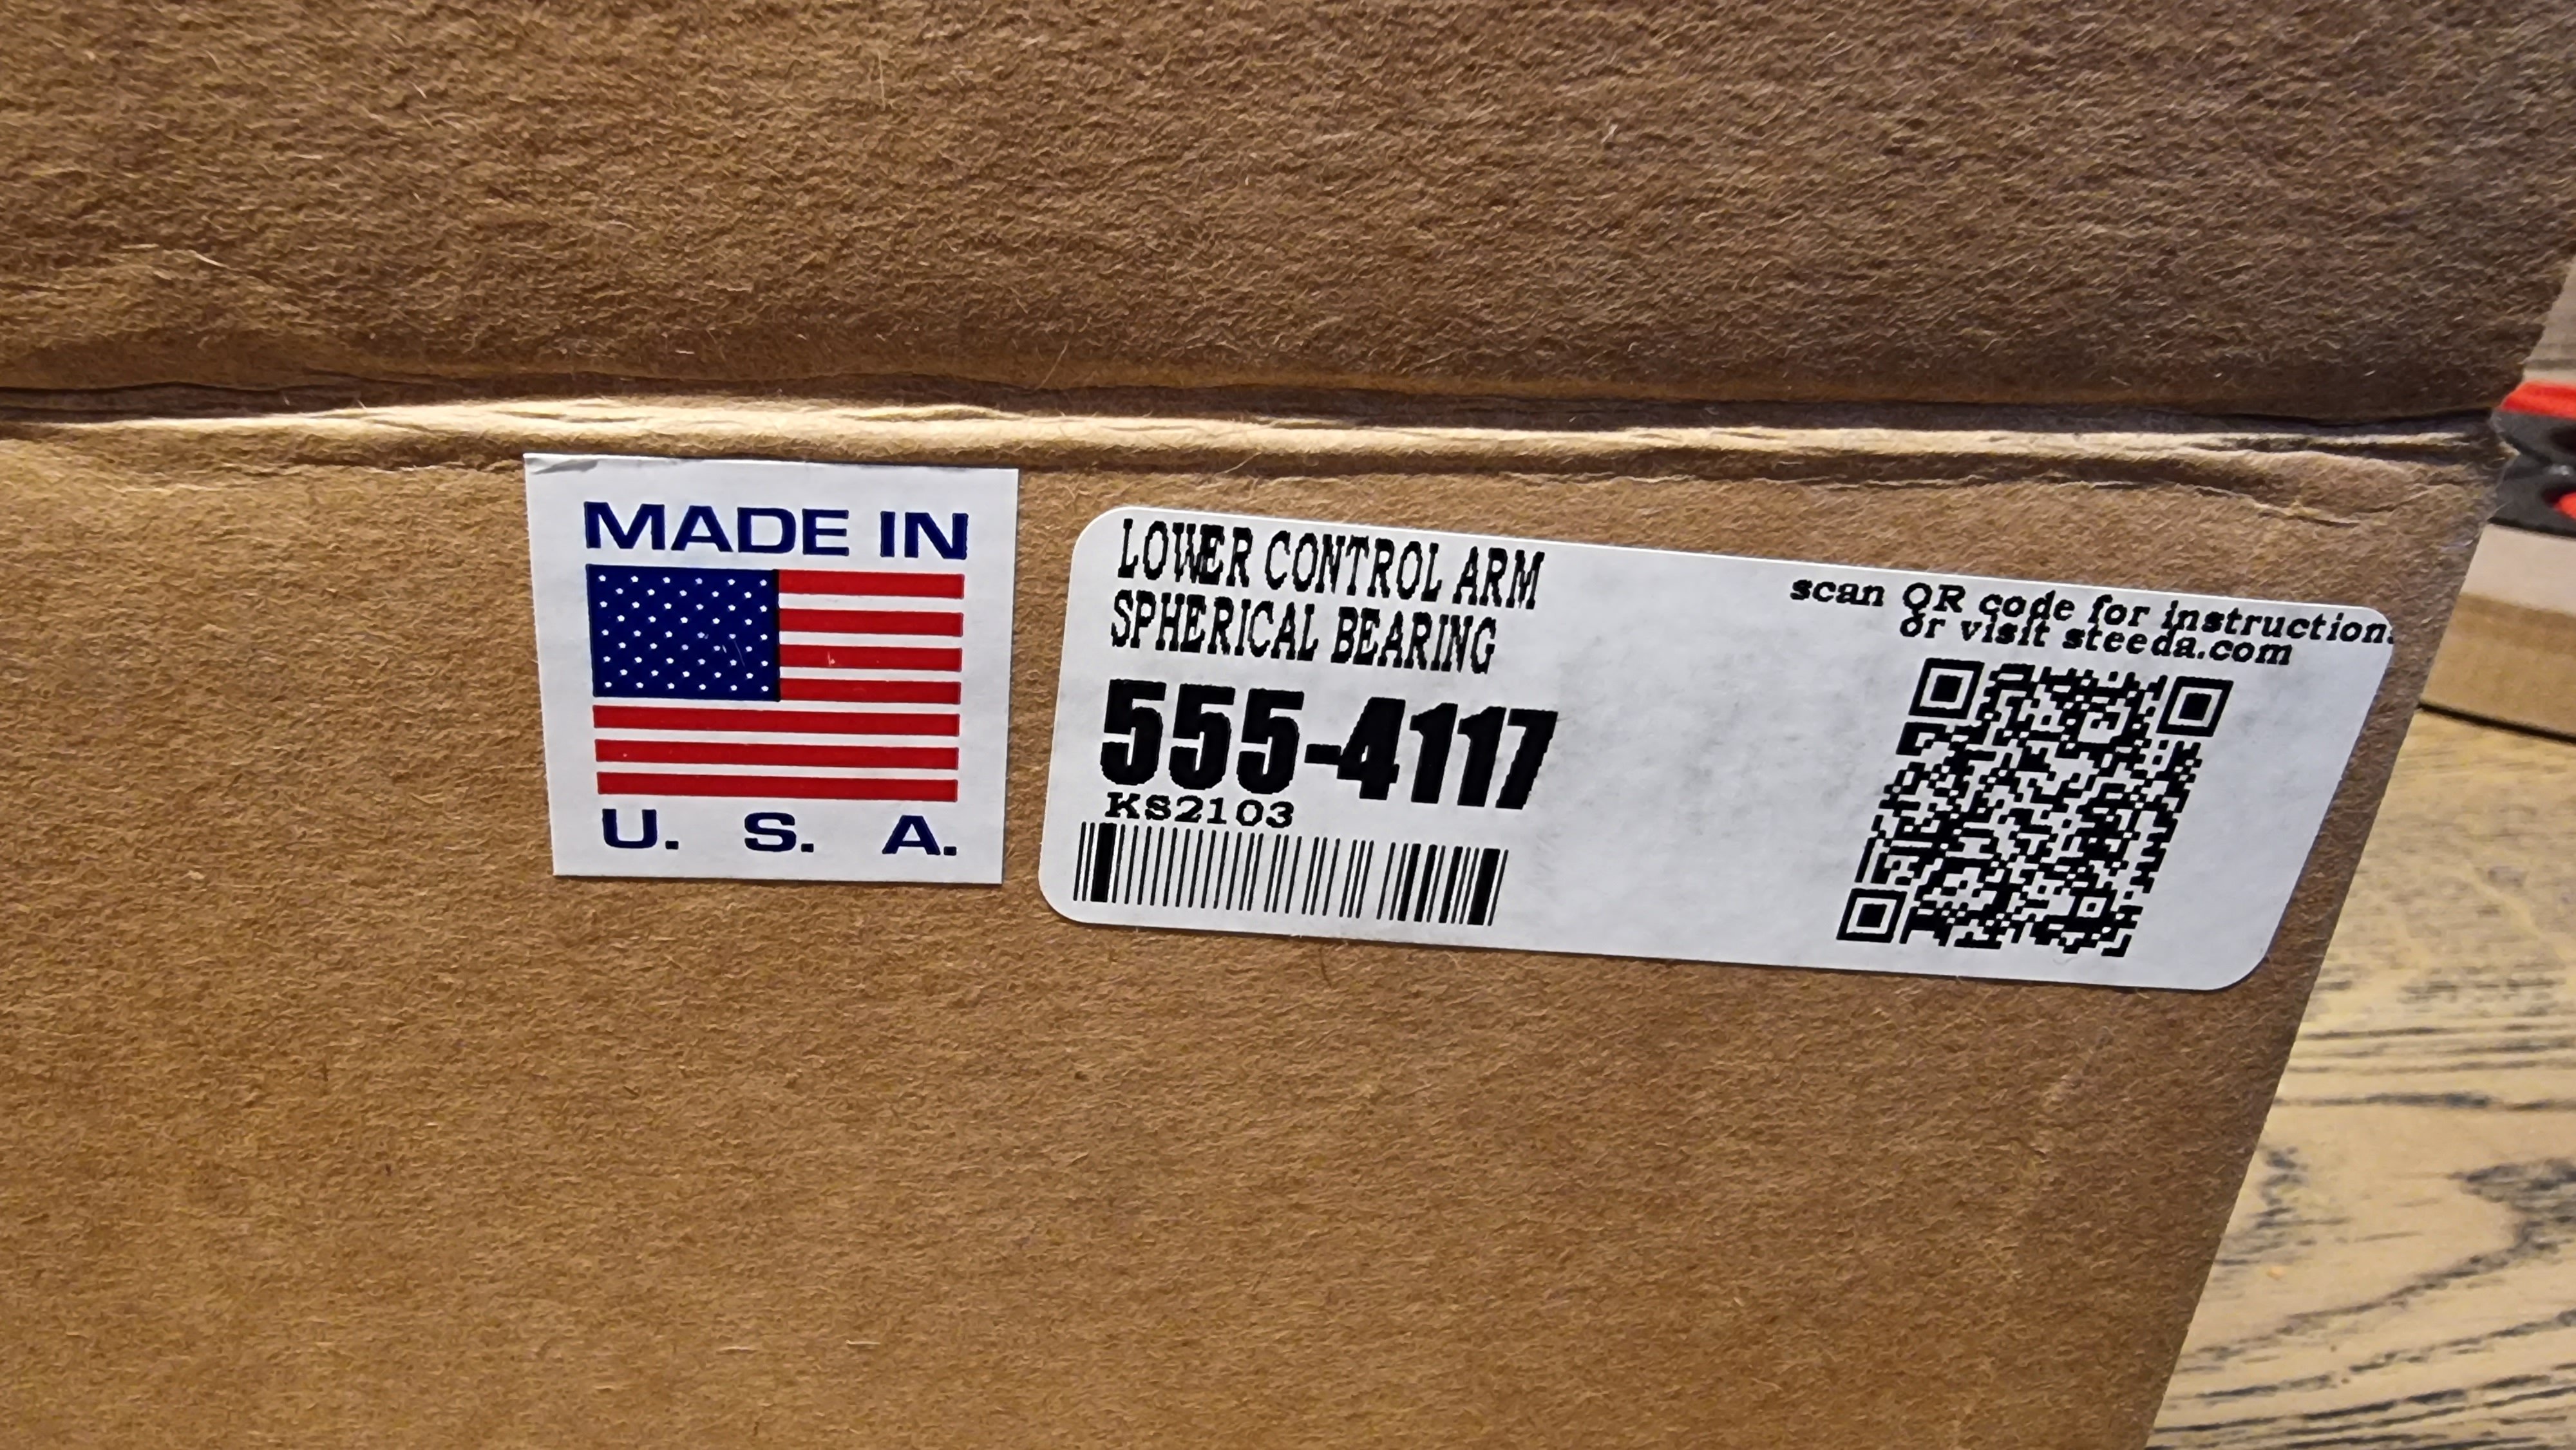 MADE IN
U. S. A.
LOWER CONTROL ARM
SPHERICAL BEARING
555-4117
KS2103
scan QR code for instruction
or visit steeda.com